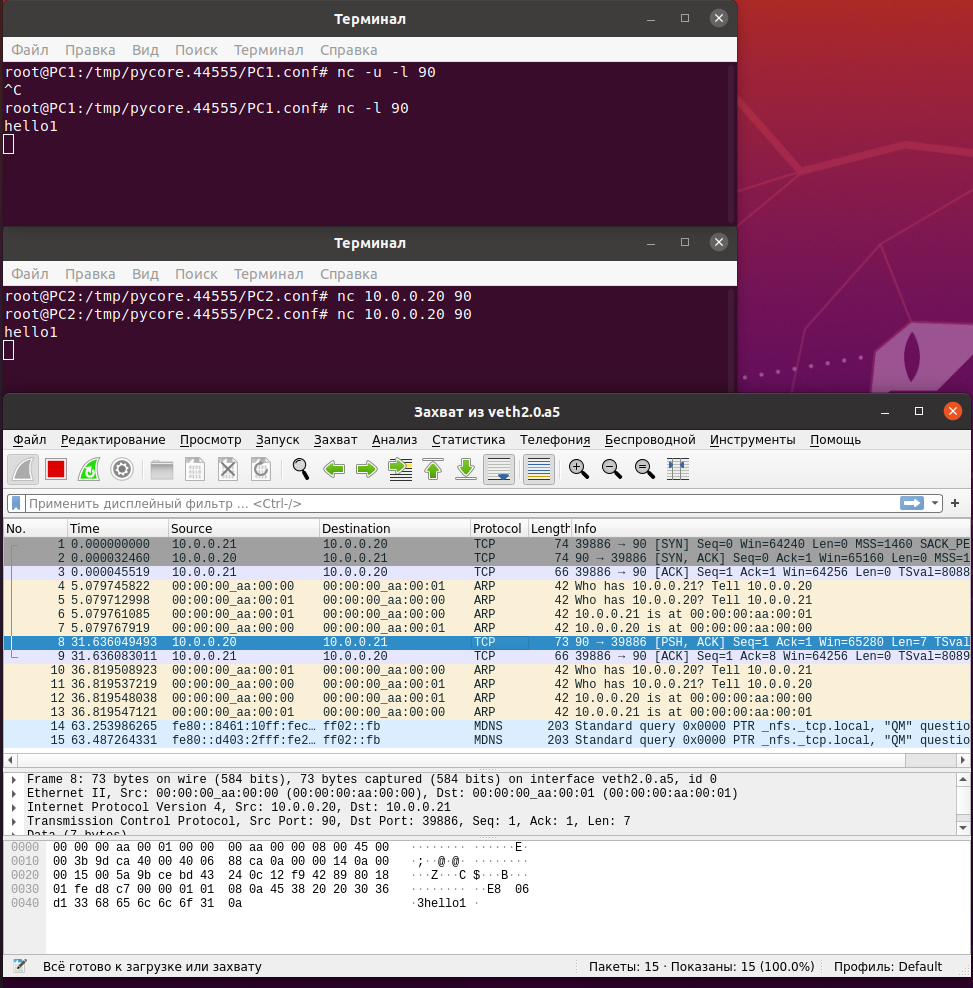 Терминал
Файл Правка Вид Поиск Терминал Справка
root@PC1:/tmp/pycore.44555/PC1.conf# nc -u -l 90
^C
root@PC1:/tmp/pycore.44555/PC1.conf# nc -l 90
hello1
Терминал
Файл Правка Вид Поиск Терминал Справка
root@PC2:/tmp/pycore.44555/PC2.conf# nc 10.0.0.20 90
root@PC2:/tmp/pycore.44555/PC2.conf# nc 10.0.0.20 90
hello1
Захват из veth2.0.a5
Файл Редактирование Просмотр Запуск Захват Анализ Статистика Телефония Беспроводной Инструменты Помощь
Применить дисплейный фильтр ... <Ctrl-/>
No. Time Source Destination Protocol Length Info
1 0.000000000 10.0.0.21 10.0.0.20 TCP 74 39886 → 90 [SYN] Seq=0 Win=64240 Len=0 MSS=1460 SACK_PE
2 0.000032460 10.0.0.20 10.0.0.21 TCP 74 90 → 39886 [SYN, ACK] Seq=0 Ack=1 Win=65160 Len=0 MSS=1
3 0.000045519 10.0.0.21 10.0.0.20 TCP 66 39886 → 90 [ACK] Seq=1 Ack=1 Win=64256 Len=0 TSval=8088
4 5.079745822 00:00:00_aa:00:00 00:00:00_aa:00:01 ARP 42 Who has 10.0.0.21? Tell 10.0.0.20
5 5.079712998 00:00:00_aa:00:01 00:00:00_aa:00:00 ARP 42 Who has 10.0.0.20? Tell 10.0.0.21
6 5.079761085 00:00:00_aa:00:01 00:00:00_aa:00:00 ARP 42 10.0.0.21 is at 00:00:00:aa:00:01
7 5.079767919 00:00:00_aa:00:00 00:00:00_aa:00:01 ARP 42 10.0.0.20 is at 00:00:00:aa:00:00
8 31.636049493 10.0.0.20 10.0.0.21 TCP 73 90 → 39886 [PSH, ACK] Seq=1 Ack=1 Win=65280 Len=7 TSval
9 31.636083011 10.0.0.21 10.0.0.20 TCP 66 39886 → 90 [ACK] Seq=1 Ack=8 Win=64256 Len=0 TSval=8089
10 36.819508923 00:00:00_aa:00:01 00:00:00_aa:00:00 ARP 42 Who has 10.0.0.20? Tell 10.0.0.21
11 36.819537219 00:00:00_aa:00:00 00:00:00_aa:00:01 ARP 42 Who has 10.0.0.21? Tell 10.0.0.20
12 36.819548038 00:00:00_aa:00:00 00:00:00_aa:00:01 ARP 42 10.0.0.20 is at 00:00:00:aa:00:00
13 36.819547121 00:00:00_aa:00:01 00:00:00_aa:00:00 ARP 42 10.0.0.21 is at 00:00:00:aa:00:01
14 63.253986265 fe80::8461:10ff:fec… ff02::fb MDNS 203 Standard query 0x0000 PTR _nfs._tcp.local, "QM" questio
15 63.487264331 fe80::d403:2fff:fe2… ff02::fb MDNS 203 Standard query 0x0000 PTR _nfs._tcp.local, "QM" questio
Frame 8: 73 bytes on wire (584 bits), 73 bytes captured (584 bits) on interface veth2.0.a5, id 0
Ethernet II, Src: 00:00:00_aa:00:00 (00:00:00:aa:00:00), Dst: 00:00:00_aa:00:01 (00:00:00:aa:00:01)
Internet Protocol Version 4, Src: 10.0.0.20, Dst: 10.0.0.21
Transmission Control Protocol, Src Port: 90, Dst Port: 39886, Seq: 1, Ack: 1, Len: 7
Data (7 bytes)
0000 00 00 00 aa 00 01 00 00 00 aa 00 00 08 00 45 00 ········ ······E·
0010 00 3b 9d ca 40 00 40 06 88 ca 0a 00 00 14 0a 00 ·;··@·@· ········
0020 00 15 00 5a 9b ce bd 43 24 0c 12 f9 42 89 80 18 ···Z···C $···B···
0030 01 fe d8 c7 00 00 01 01 08 0a 45 38 20 20 30 36 ········ ··E8 06
0040 d1 33 68 65 6c 6c 6f 31 0a ·3hello1 ·
Всё готово к загрузке или захвату Пакеты: 15 · Показаны: 15 (100.0%) Профиль: Default